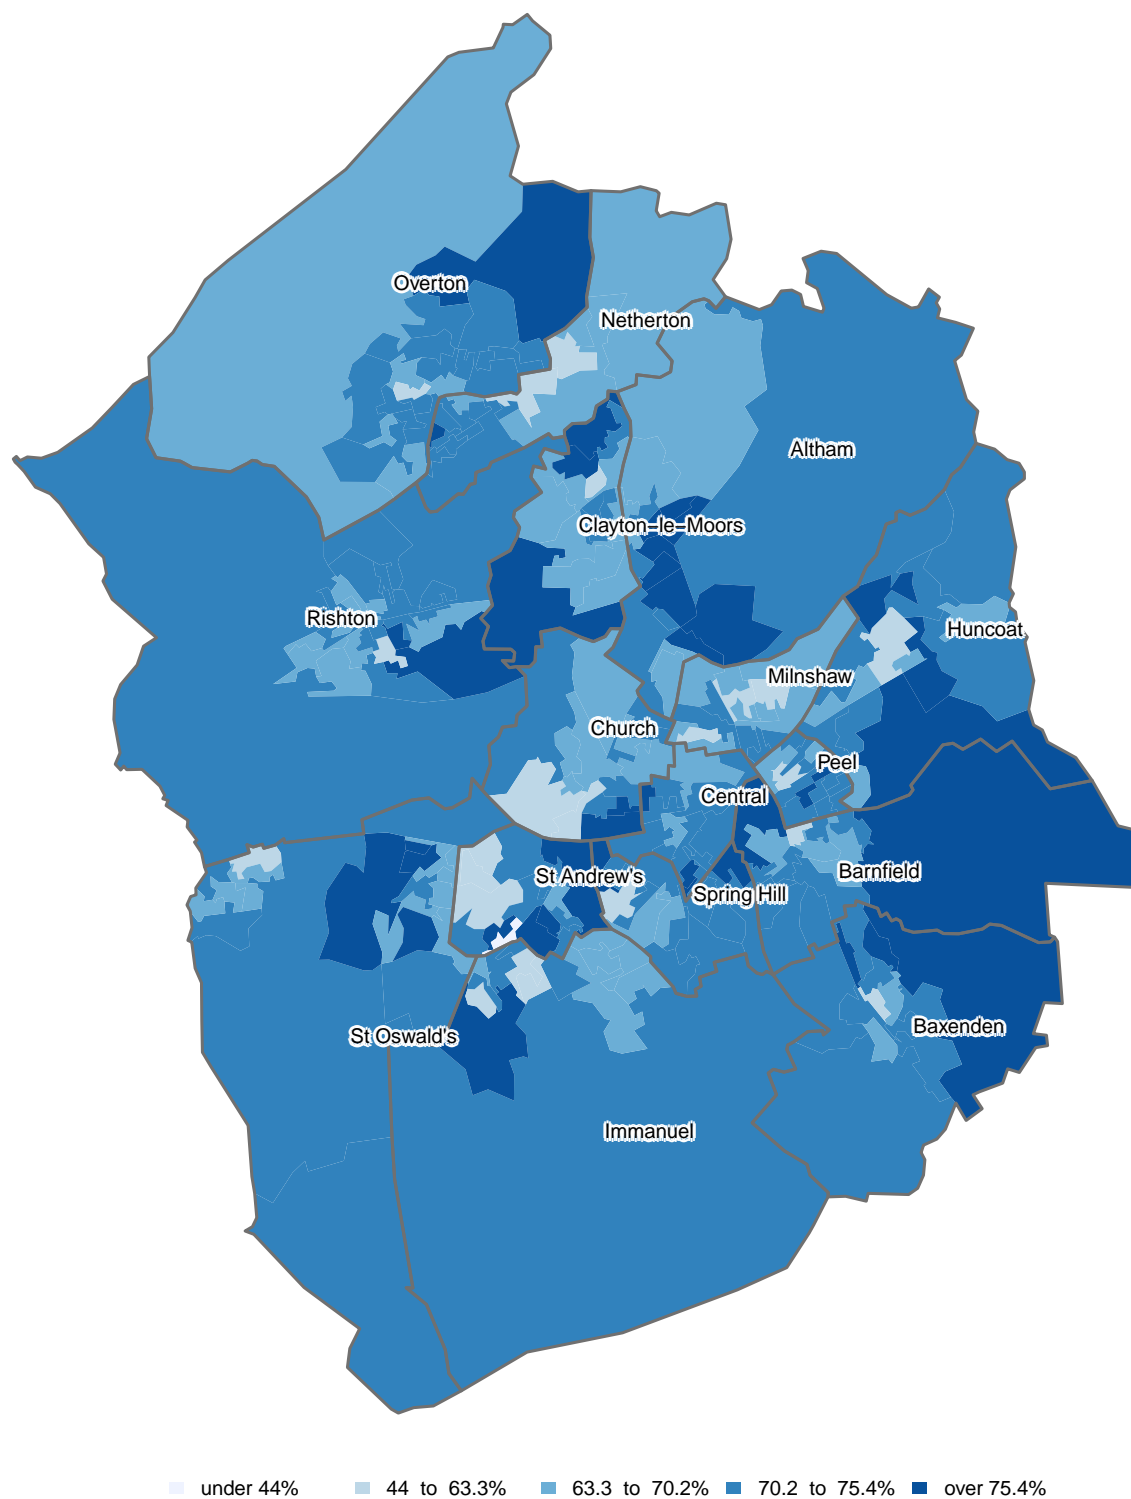 Overton
Netherton
Altham
Clayton−le−Moors
Rishton
Huncoat
Milnshaw
Church
Peel
Central
Barnfield
St Andrew's
Spring Hill
Baxenden
St Oswald's
Immanuel
under 44% 44 to 63.3% 63.3 to 70.2% 70.2 to 75.4% over 75.4%